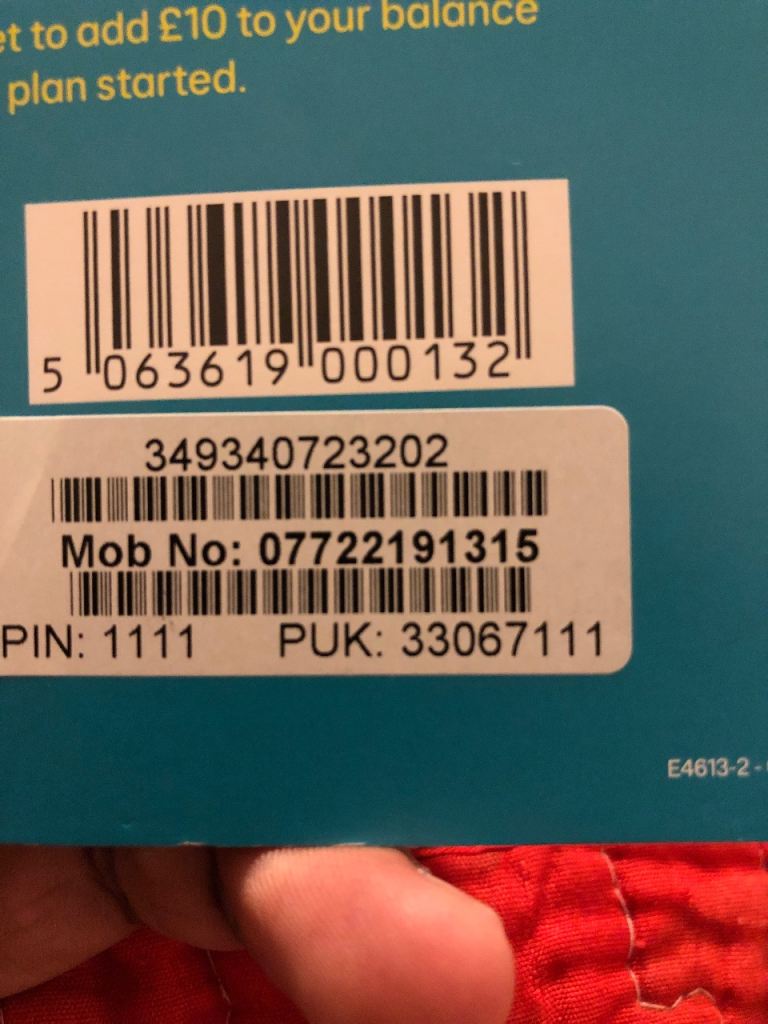 to add £10 to your balance
plan started.
5 063619 000132
349340723202
Mob No: 07722191315
PIN: 1111 PUK: 33067111
E4613-2 -